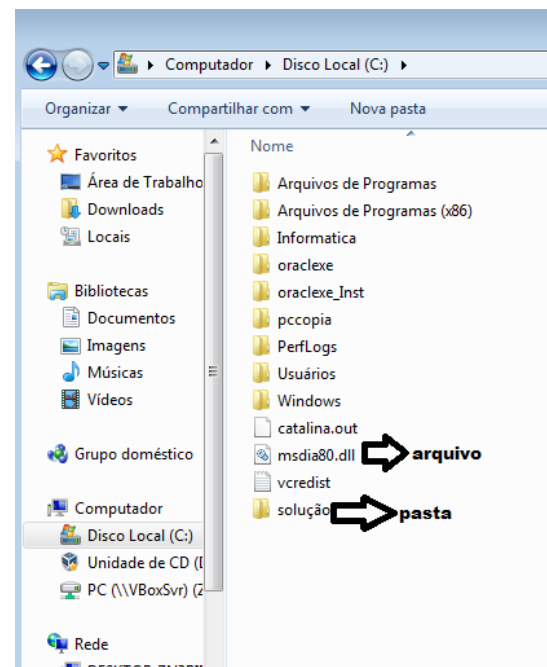 Computador ▸ Disco Local (C:) ▸
Organizar ▾ Compartilhar com ▾ Nova pasta
Favoritos
Área de Trabalho
Downloads
Locais
Bibliotecas
Documentos
Imagens
Músicas
Vídeos
Grupo doméstico
Computador
Disco Local (C:)
Unidade de CD (
PC (\\VBoxSvr) (Z
Rede
Nome
Arquivos de Programas
Arquivos de Programas (x86)
Informatica
oraclexe
oraclexe_Inst
pccopia
PerfLogs
Usuários
Windows
catalina.out
msdia80.dll arquivo
vcredist
solução pasta